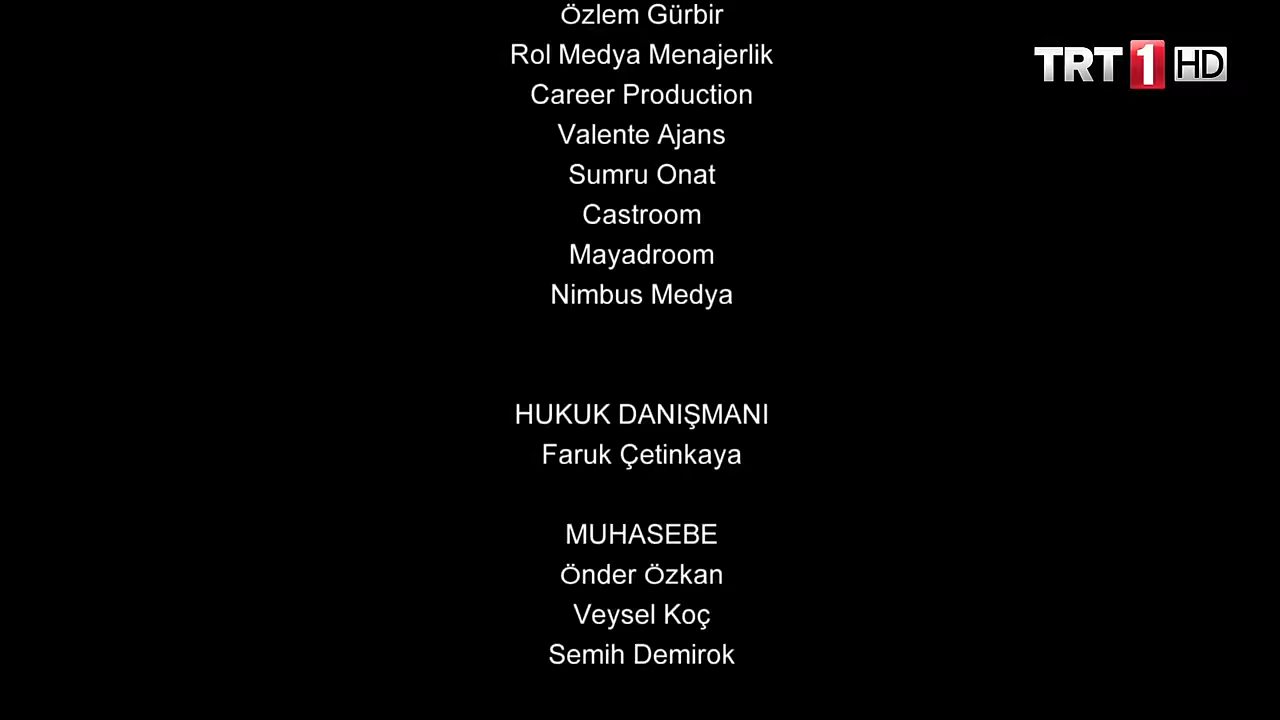 Özlem Gürbir
Rol Medya Menajerlik
TRT 1 HD
Career Production
Valente Ajans
Sumru Onat
Castroom
Mayadroom
Nimbus Medya
HUKUK DANIŞMANI
Faruk Çetinkaya
MUHASEBE
Önder Özkan
Veysel Koç
Semih Demirok